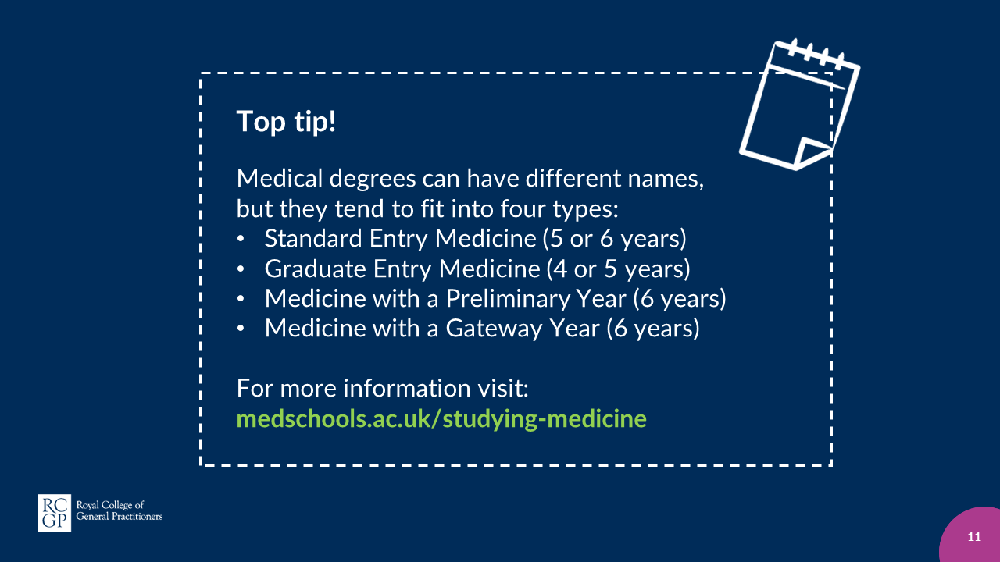 Top tip!
Medical degrees can have different names,
but they tend to fit into four types:
• Standard Entry Medicine (5 or 6 years)
• Graduate Entry Medicine (4 or 5 years)
• Medicine with a Preliminary Year (6 years)
• Medicine with a Gateway Year (6 years)
For more information visit:
medschools.ac.uk/studying-medicine
RC
GP
Royal College of
General Practitioners
11